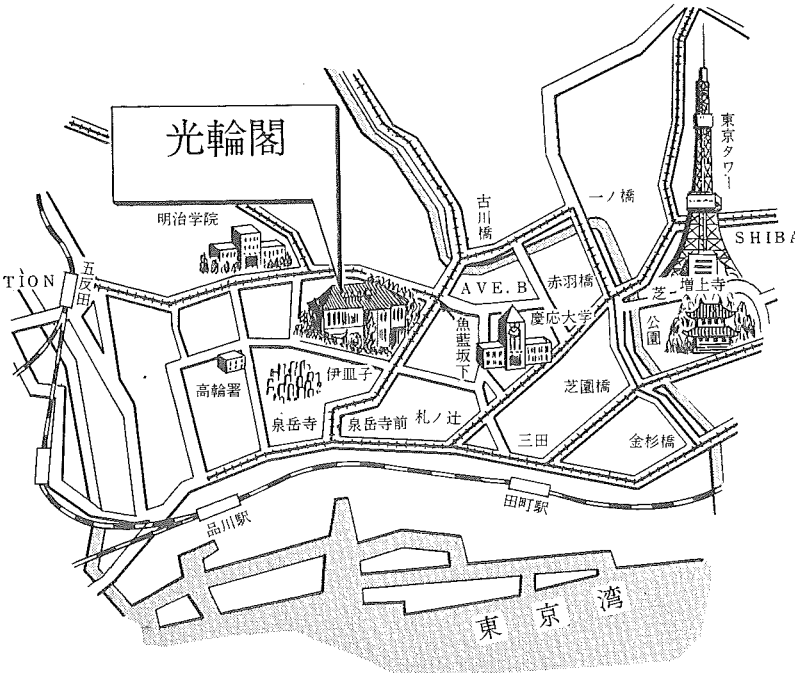 光輪閣
東京タワー
明治学院
古川橋
一ノ橋
SHIBA
五反田
TION
AVE. B
赤羽橋
芝
公園
増上寺
魚藍坂下
慶応大学
高輪署
伊皿子
芝園橋
泉岳寺
泉岳寺前
札ノ辻
三田
金杉橋
品川駅
田町駅
東京湾